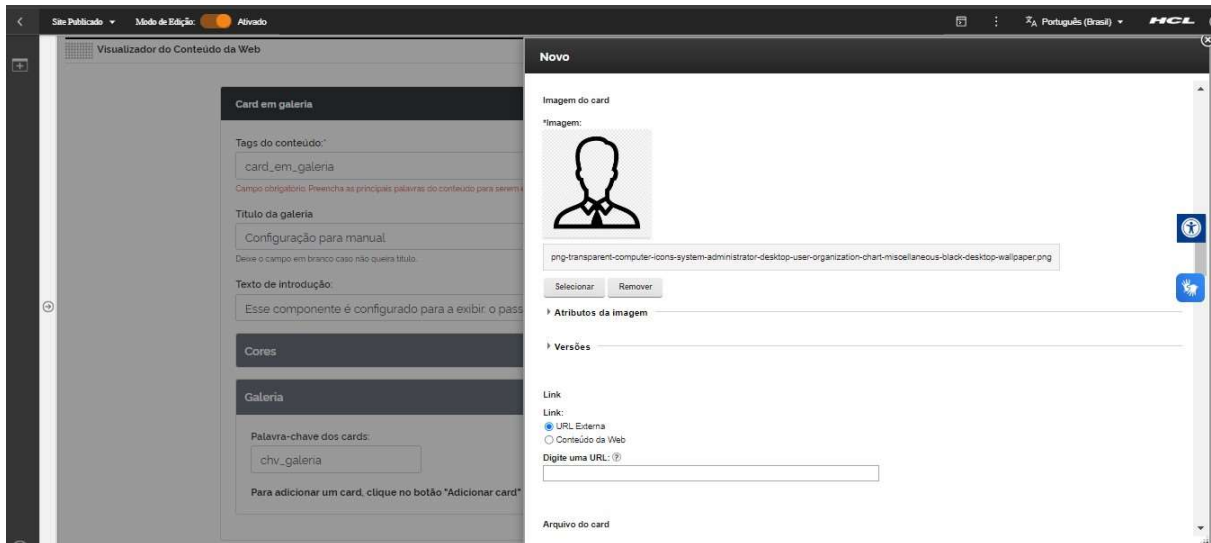 Site Publicado
Modo de Edição:
Ativado
Português (Brasil)
HCL
Visualizador do Conteúdo da Web
Card em galeria
Tags do conteúdo:*
card_em_galeria
Campo obrigatório. Preencha as principais palavras do conteúdo para serem
Título da galeria
Configuração para manual
Deixe o campo em branco caso não queira título.
Texto de introdução:
Esse componente é configurado para a exibir o pass
Cores
Galeria
Palavra-chave dos cards:
chv_galeria
Para adicionar um card, clique no botão "Adicionar card"
Novo
Imagem do card
*Imagem:
png-transparent-computer-icons-system-administrator-desktop-user-organization-chart-miscellaneous-black-desktop-wallpaper.png
Selecionar
Remover
Atributos da imagem
Versões
Link
Link:
URL Externa
Conteúdo da Web
Digite uma URL:
Arquivo do card